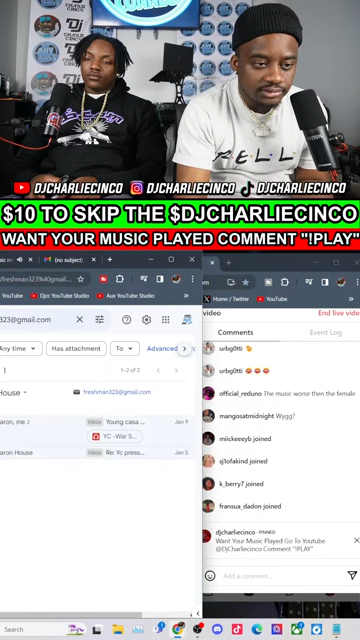 DJCHARLIECINCO DJCHARLIECINCO DJCHARLIECINCO
$10 TO SKIP THE $DJCHARLIECINCO
WANT YOUR MUSIC PLAYED COMMENT "!PLAY"
(no subject)
/freshman323%40gmail....
YouTube Djcc YouTube Studio Aux YouTube Studio
X Home / Twitter YouTube
323@gmail.com
video
End live video
Comments Event Log
Any time Has attachment To Advanced
1-2 of 2
House
freshman323@gmail.com
aron, me 2 Inbox Young casa ... Jan 9
YC -War S...
aron House Inbox Re: Yc press... Jan 5
urbg0tti
urbg0tti
official_reduno The music worse then the female
mangosatmidnight Wygg?
miickeeeyb joined
sj1ofakind joined
k_berry7 joined
fransua_dadon joined
djcharliecinco • PINNED
Want Your Music Played Go To Youtube
@DjCharliecinco Comment "!PLAY"
Add a comment...
Search